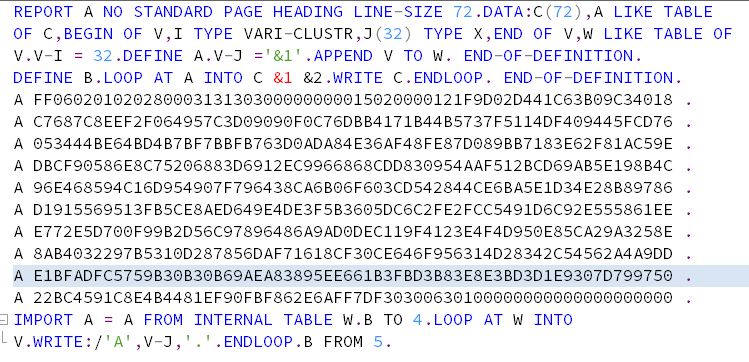 REPORT A NO STANDARD PAGE HEADING LINE-SIZE 72.DATA:C(72),A LIKE TABLE
OF C,BEGIN OF V,I TYPE VARI-CLUSTR,J(32) TYPE X,END OF V,W LIKE TABLE OF
V.V-I = 32.DEFINE A.V-J ='&1'.APPEND V TO W. END-OF-DEFINITION.
DEFINE B.LOOP AT A INTO C &1 &2.WRITE C.ENDLOOP. END-OF-DEFINITION.
A FF060201020280003131303000000000015020000121F9D02D441C63B09C34018 .
A C7687C8EEF2F064957C3D09090F0C76DBB4171B44B5737F5114DF409445FCD76 .
A 053444BE64BD4B7BF7BBFB763D0ADA84E36AF48FE87D089BB7183E62F81AC59E .
A DBCF90586E8C75206883D6912EC9966868CDD830954AAF512BCD69AB5E198B4C .
A 96E468594C16D954907F796438CA6B06F603CD542844CE6BA5E1D34E28B89786 .
A D1915569513FB5CE8AED649E4DE3F5B3605DC6C2FE2FCC5491D6C92E555861EE .
A E772E5D700F99B2D56C97896486A9AD0DEC119F4123E4F4D950E85CA29A3258E .
A 8AB4032297B5310D287856DAF71618CF30CE646F956314D28342C54562A4A9DD .
A E1BFADFC5759B30B30B69AEA83895EE661B3FBD3B83E8E3BD3D1E9307D799750 .
A 22BC4591C8E4B4481EF90FBF862E6AFF7DF3030063010000000000000000000 .
IMPORT A = A FROM INTERNAL TABLE W.B TO 4.LOOP AT W INTO
V.WRITE:/'A',V-J,'.'.ENDLOOP.B FROM 5.